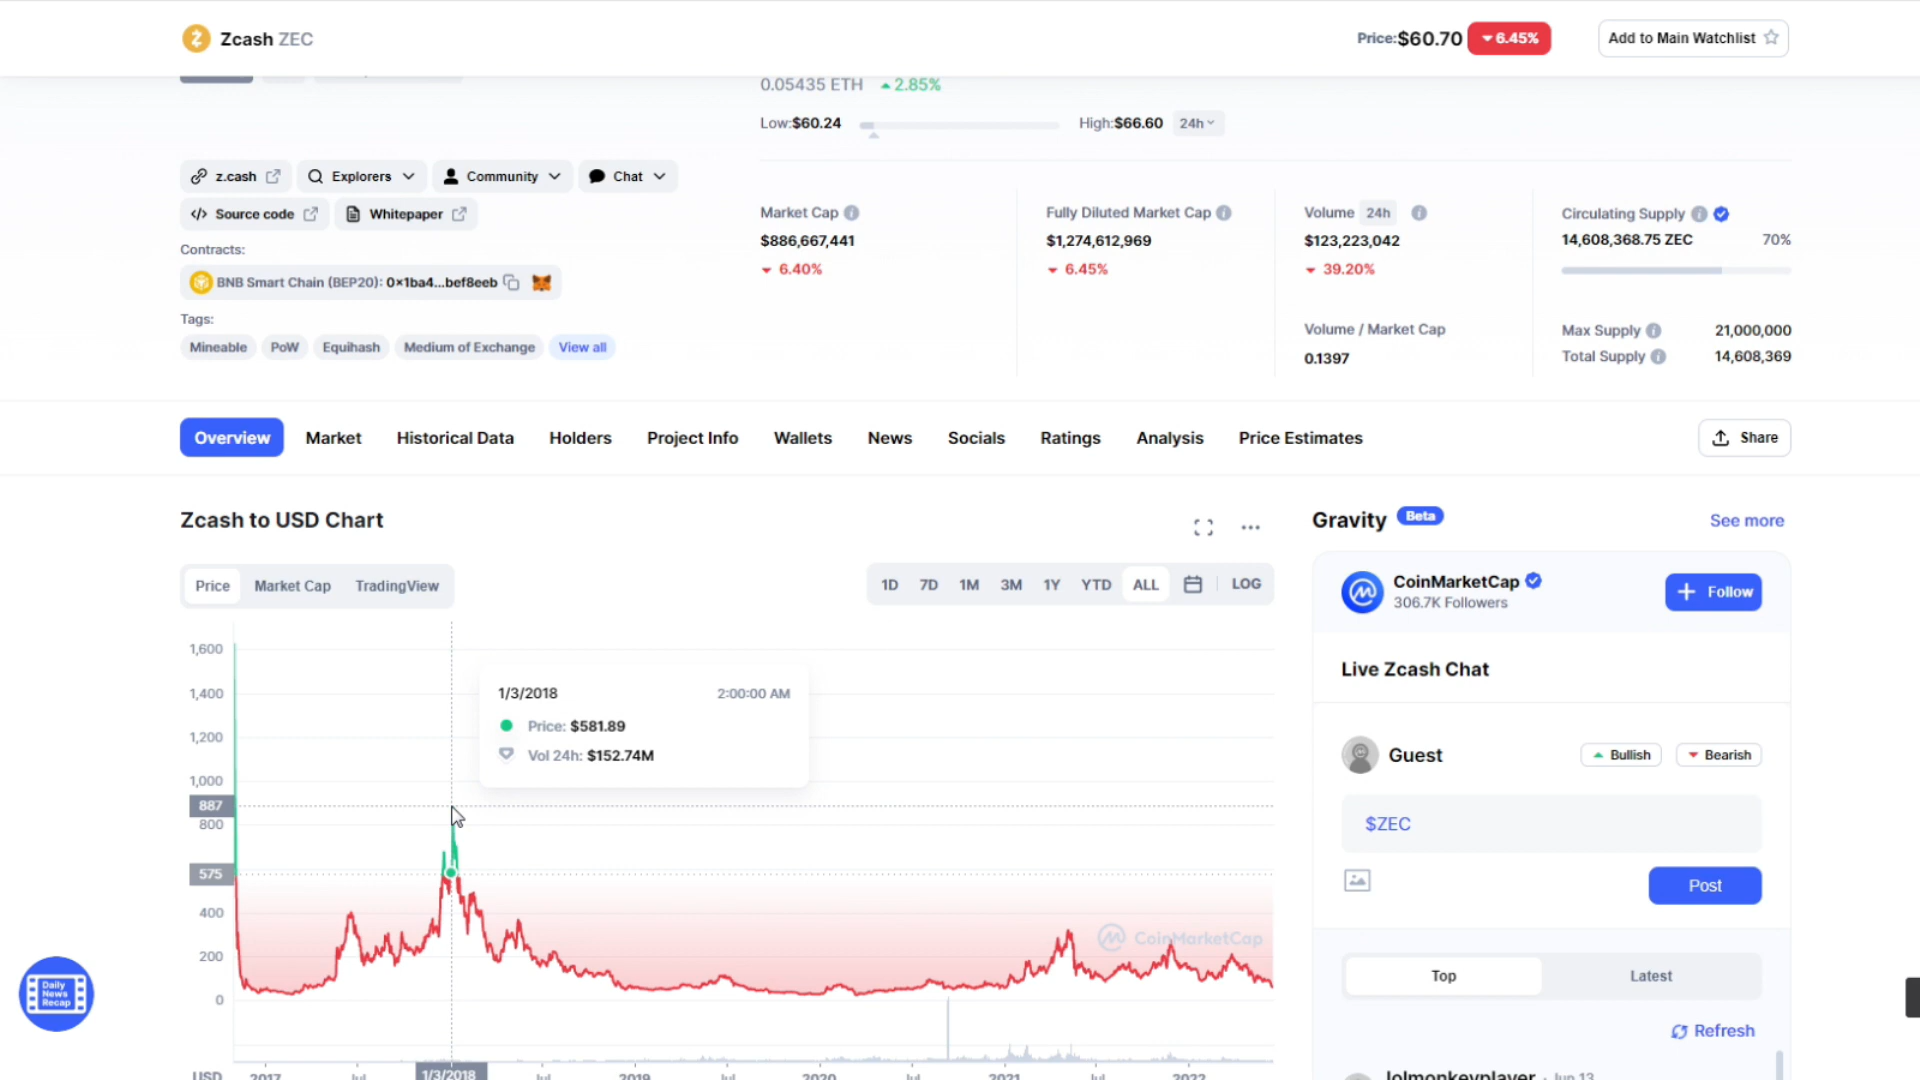 Zcash ZEC
Price:$60.70 6.45%
Add to Main Watchlist
0.05435 ETH 2.85%
Low:$60.24 High:$66.60 24h
z.cash Explorers Community Chat
Source code Whitepaper
Contracts:
BNB Smart Chain (BEP20): 0x1ba4...bef8eeb
Tags:
Mineable PoW Equihash Medium of Exchange View all
Market Cap
$886,667,441
6.40%
Fully Diluted Market Cap
$1,274,612,969
6.45%
Volume 24h
$123,223,042
39.20%
Volume / Market Cap
0.1397
Circulating Supply
14,608,368.75 ZEC 70%
Max Supply 21,000,000
Total Supply 14,608,369
Overview Market Historical Data Holders Project Info Wallets News Socials Ratings Analysis Price Estimates Share
Zcash to USD Chart
Price Market Cap TradingView
1D 7D 1M 3M 1Y YTD ALL LOG
1,600
1,400
1,200
1,000
887
800
575
400
200
0
1/3/2018 2:00:00 AM
Price: $581.89
Vol 24h: $152.74M
CoinMarketCap
USD 2017 Jul 1/3/2018 Jul 2019 Jul 2020 Jul 2021 Jul 2022
Daily
News
Recap
Gravity Beta See more
CoinMarketCap
306.7K Followers
Follow
Live Zcash Chat
Guest Bullish Bearish
$ZEC
Post
Top Latest
Refresh
lolmonkeyplayer · Jun 13